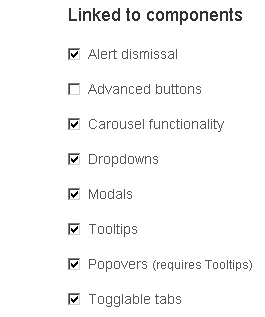 Linked to components
Alert dismissal
Advanced buttons
Carousel functionality
Dropdowns
Modals
Tooltips
Popovers (requires Tooltips)
Togglable tabs